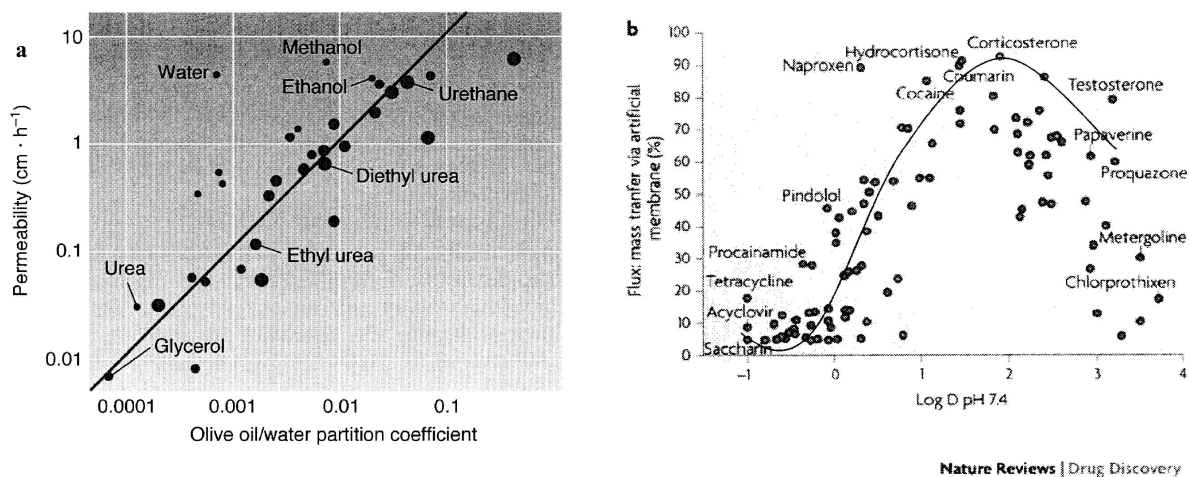 a
10
1
0.1
0.01
Permeability (cm · h⁻¹)
Water
Methanol
Ethanol
Urethane
Diethyl urea
Ethyl urea
Urea
Glycerol
0.0001
0.001
0.01
0.1
Olive oil/water partition coefficient
b
100
90
80
70
60
50
40
30
20
10
0
Flux: mass tranfer via artificial
membrane (%)
Hydrocortisone
Corticosterone
Naproxen
Coumarin
Cocaine
Testosterone
Papaverine
Proquazone
Pindolol
Procainamide
Metergoline
Tetracycline
Chlorprothixen
Acyclovir
Saccharin
−1
0
1
2
3
4
Log D pH 7.4
Nature Reviews | Drug Discovery